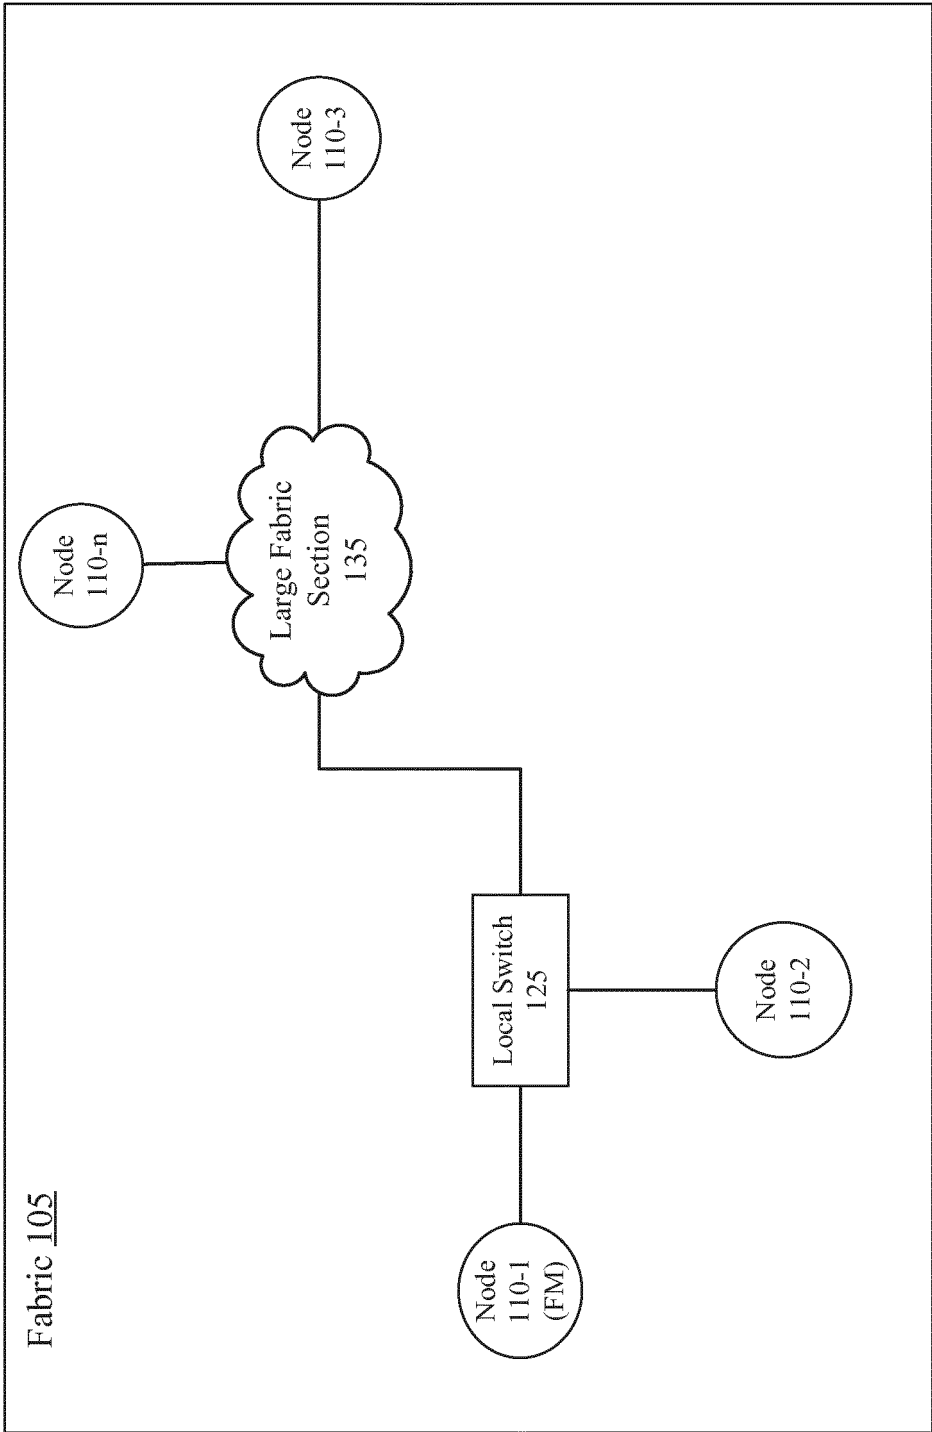 Fabric 105
Node
110-n
Node
110-3
Large Fabric
Section
135
Local Switch
125
Node
110-1
(FM)
Node
110-2